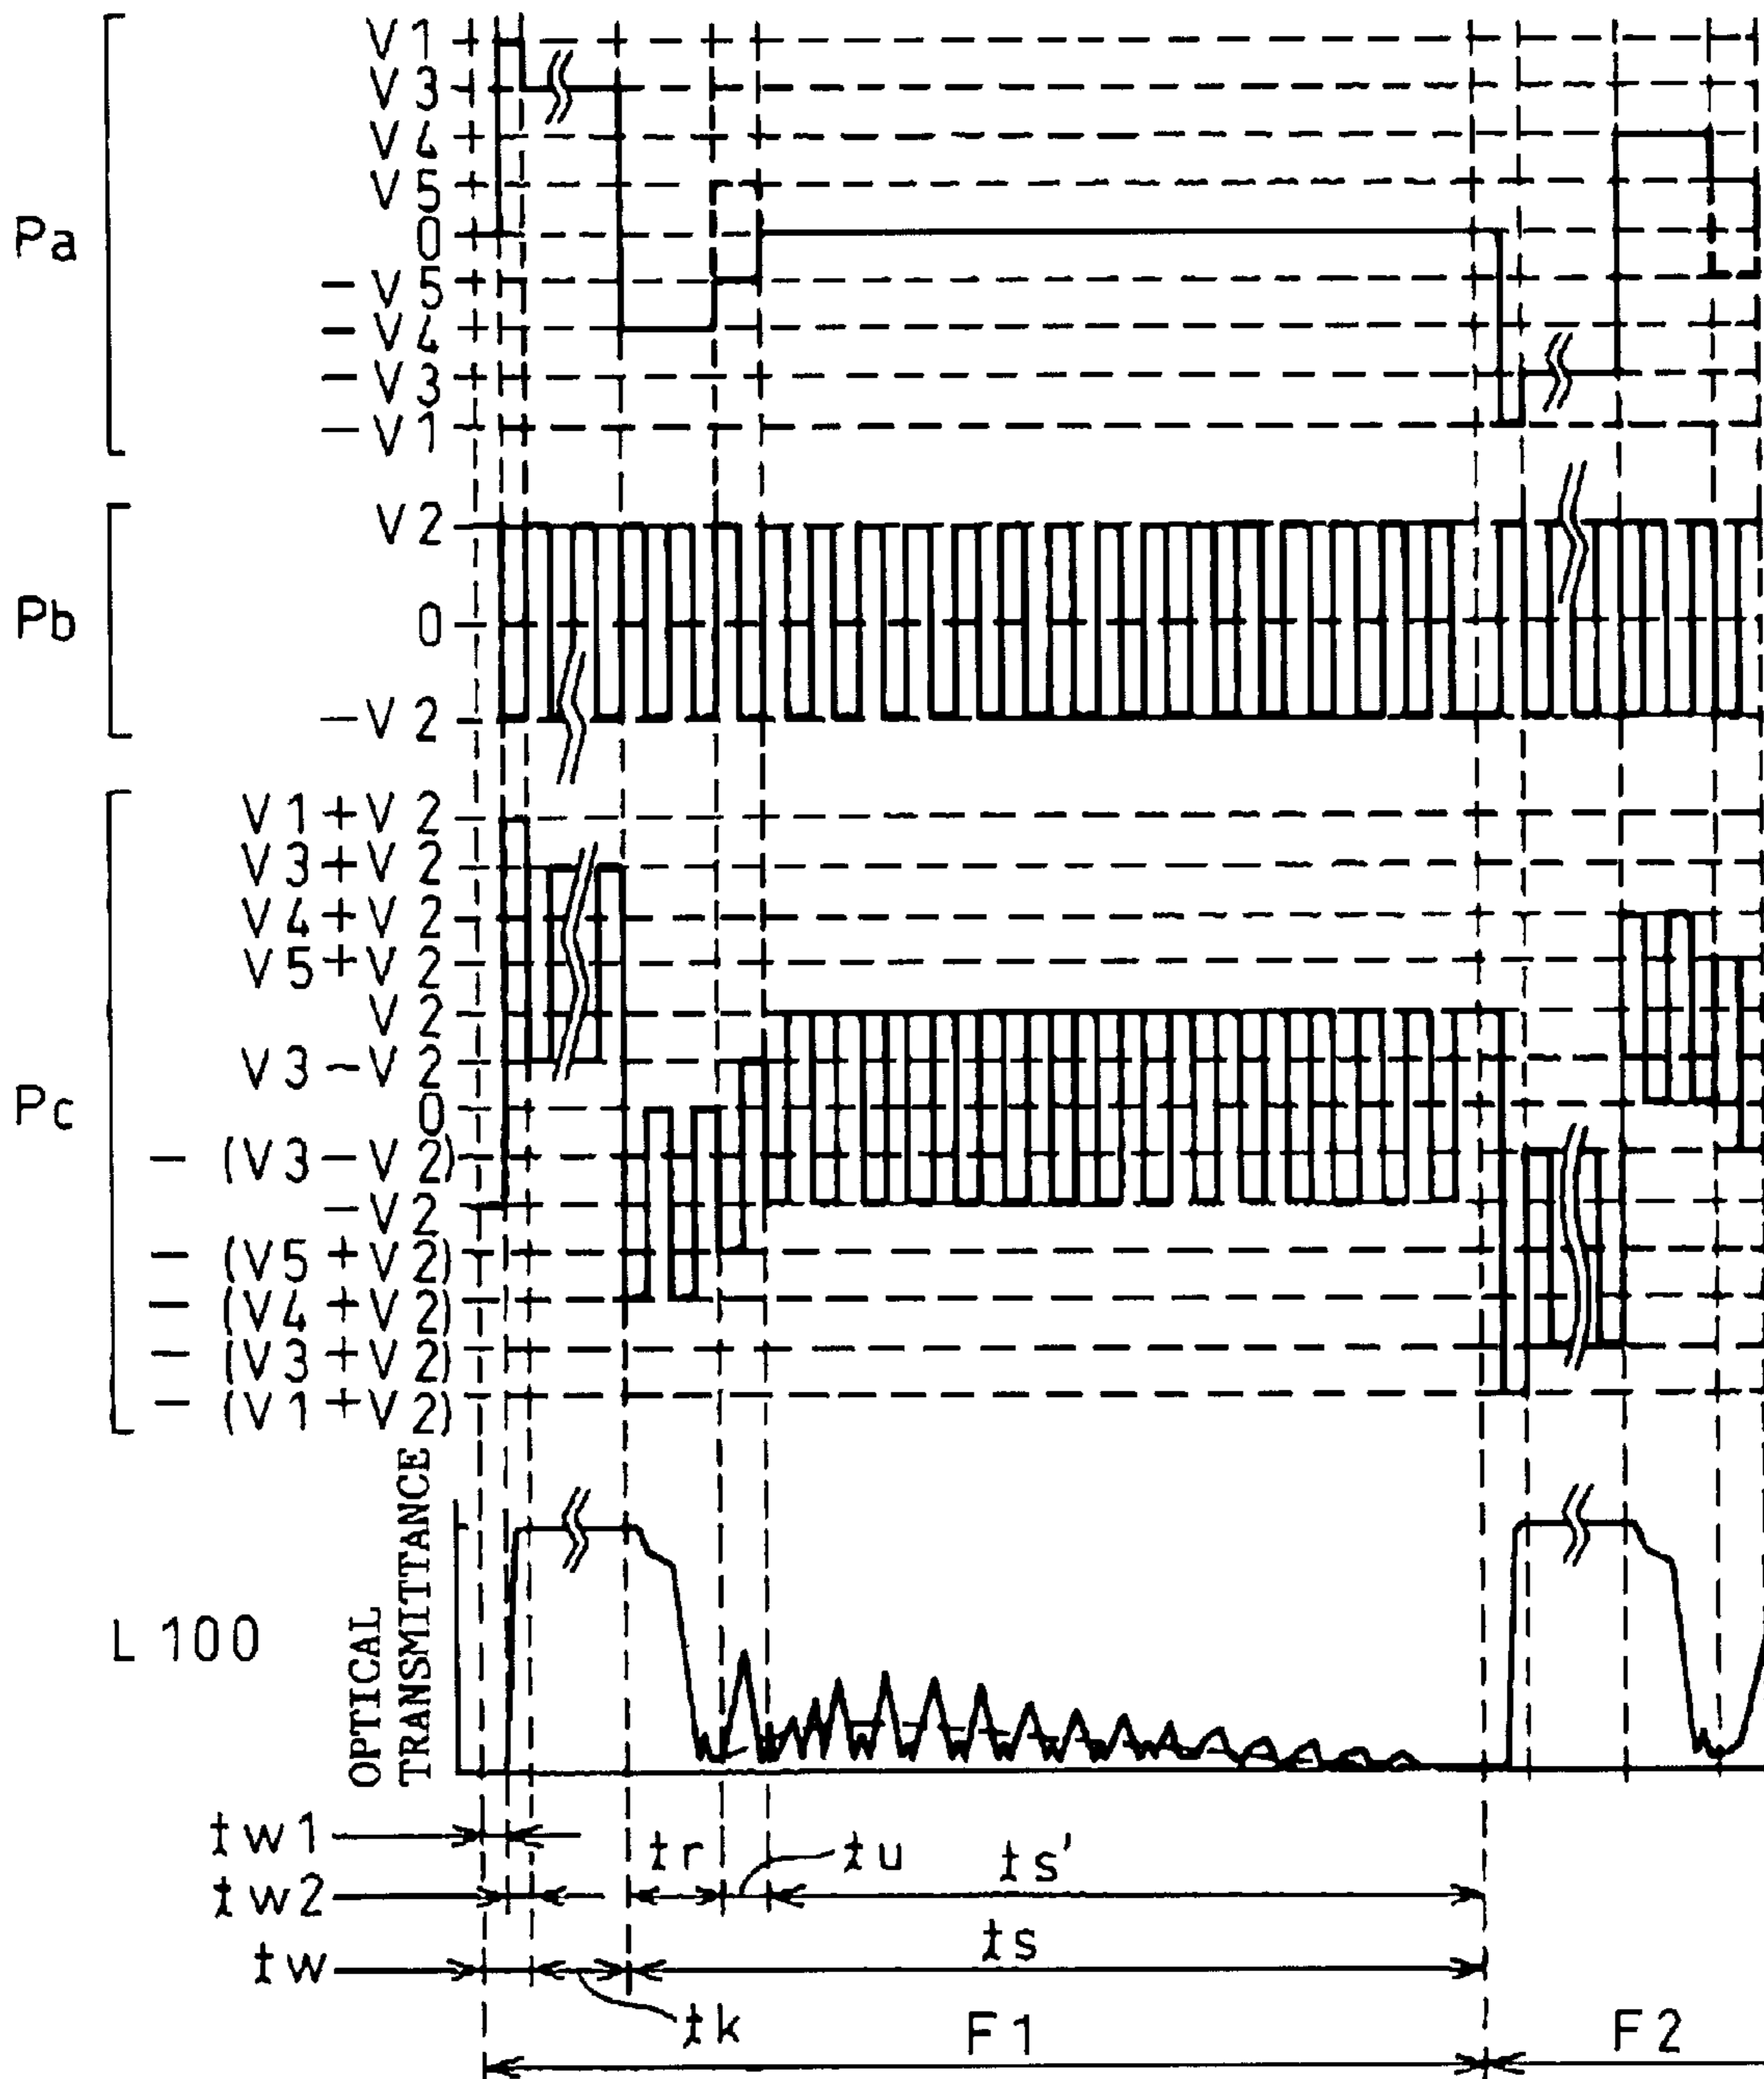 Pa
V1
V3
V4
V5
0
-V5
-V4
-V3
-V1
Pb
V2
0
-V2
Pc
V1+V2
V3+V2
V4+V2
V5+V2
V2
V3-V2
0
-(V3-V2)
-V2
-(V5+V2)
-(V4+V2)
-(V3+V2)
-(V1+V2)
L100
OPTICAL
TRANSMITTANCE
tw1
tr
tu
ts'
tw2
ts
tw
tk
F1
F2